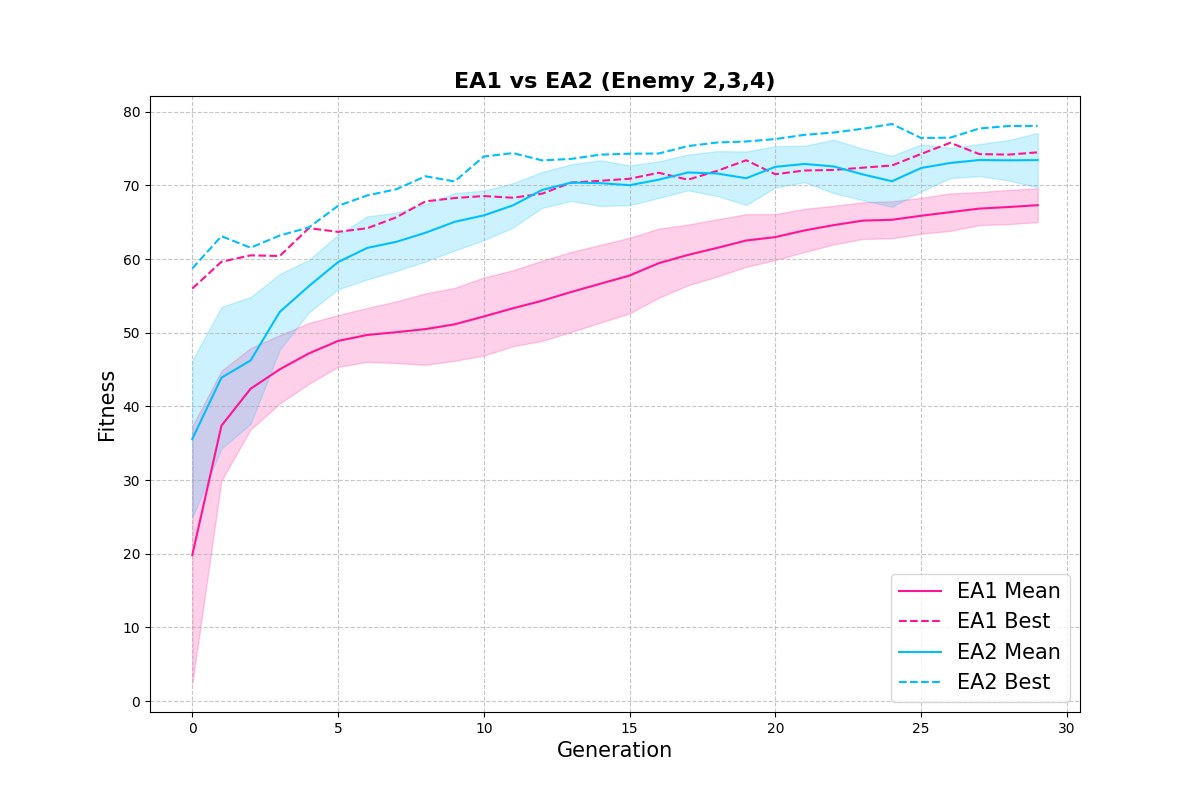 EA1 vs EA2 (Enemy 2,3,4)
80
70
60
50
40
30
20
10
0
Fitness
0 5 10 15 20 25 30
Generation
EA1 Mean
EA1 Best
EA2 Mean
EA2 Best